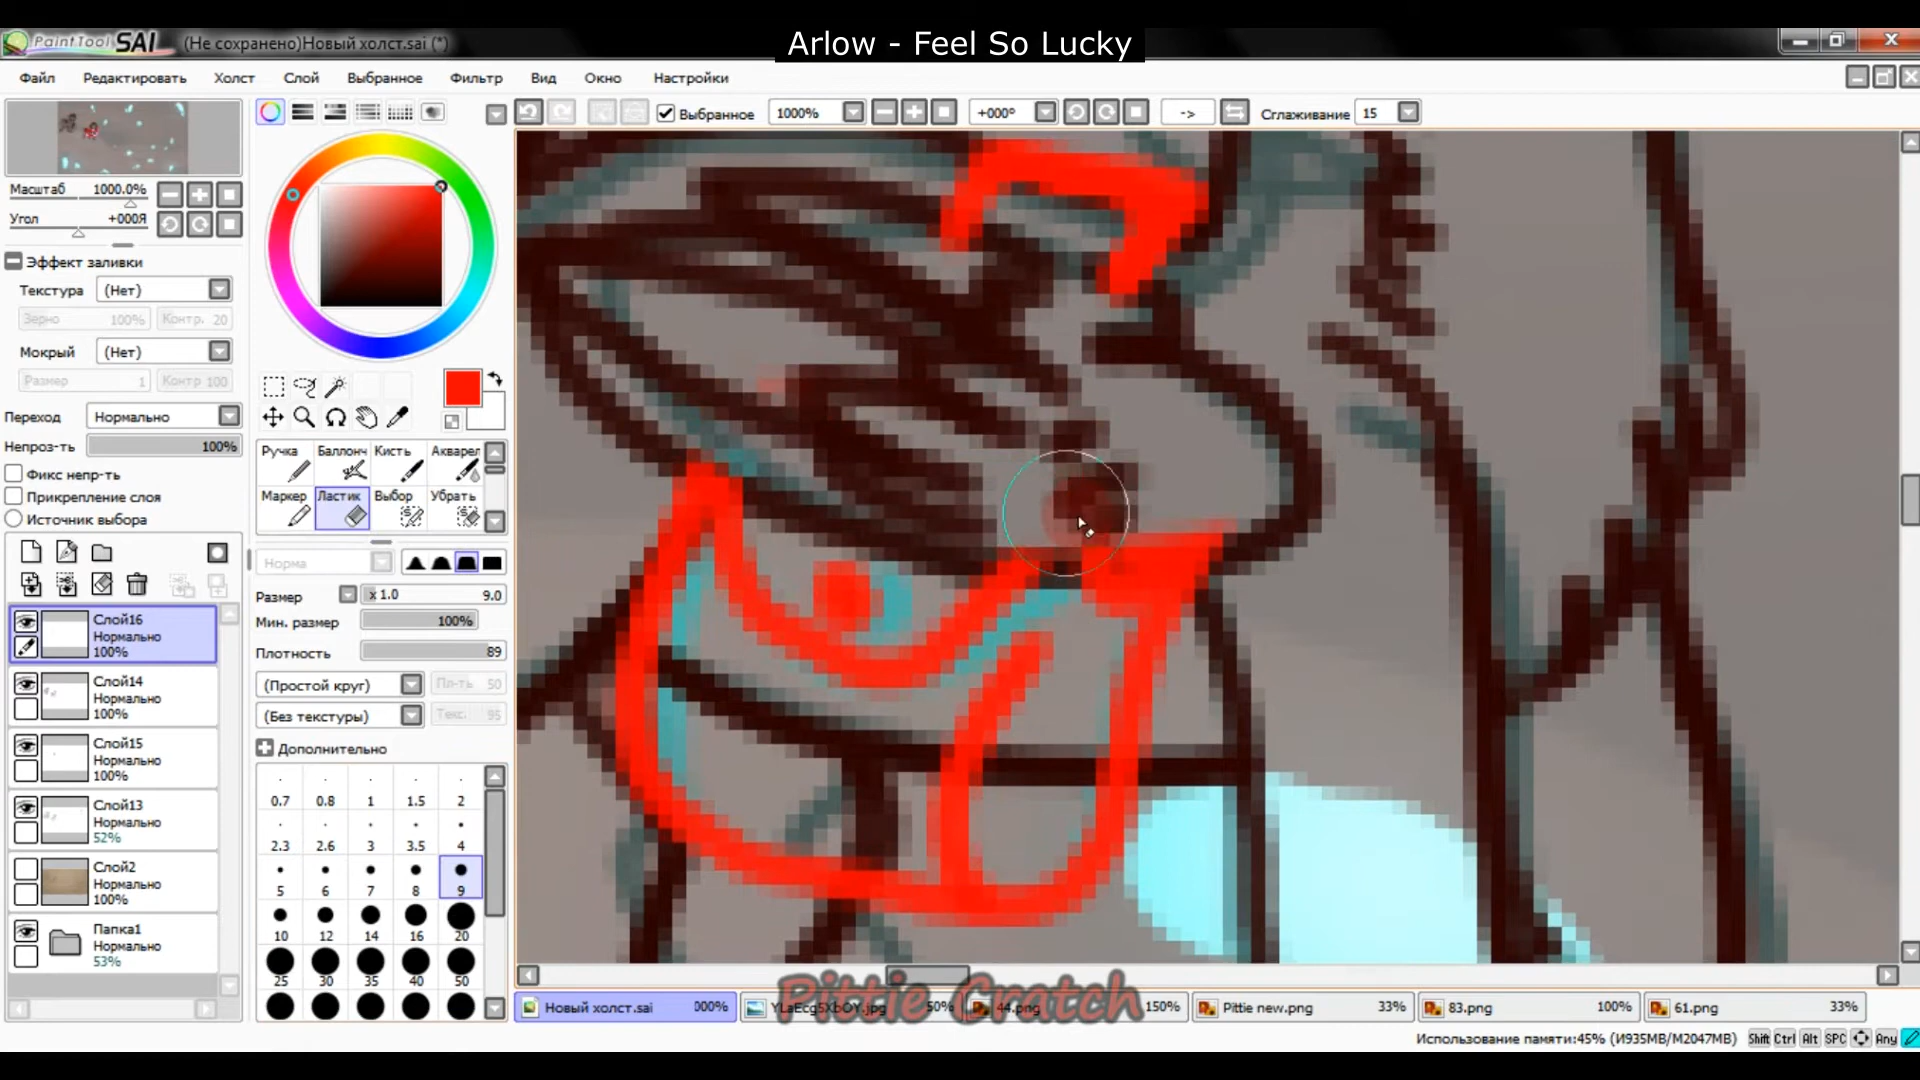 Arlow - Feel So Lucky
PaintTool SAI (Не сохранено)Новый холст.sai (*)
Файл Редактировать Холст Слой Выбранное Фильтр Вид Окно Настройки
Выбранное 1000% +000° -> Сглаживание 15
Масштаб 1000.0%
Угол +000Я
Эффект заливки
Текстура (Нет)
Зерно 100% Контр. 20
Мокрый (Нет)
Размер 1 Контр 100
Переход Нормально
Непроз-ть 100%
Фикс непр-ть
Прикрепление слоя
Источник выбора
Слой16
Нормально
100%
Слой14
Нормально
100%
Слой15
Нормально
100%
Слой13
Нормально
52%
Слой2
Нормально
100%
Папка1
Нормально
53%
Ручка Баллонч Кисть Акварел
Маркер Ластик Выбор Убрать
Норма
Размер x 1.0 9.0
Мин. размер 100%
Плотность 89
(Простой круг) Пл-ть 50
(Без текстуры) Текс. 95
Дополнительно
0.7 0.8 1 1.5 2
2.3 2.6 3 3.5 4
5 6 7 8 9
10 12 14 16 20
25 30 35 40 50
Pittie Cratch
Новый холст.sai 000% YLaEcg5XbOY.jpg 50% 44.png 150% Pittie new.png 33% 83.png 100% 61.png 33%
Использование памяти:45% (И935MB/М2047MB) Shift Ctrl Alt SPC Any